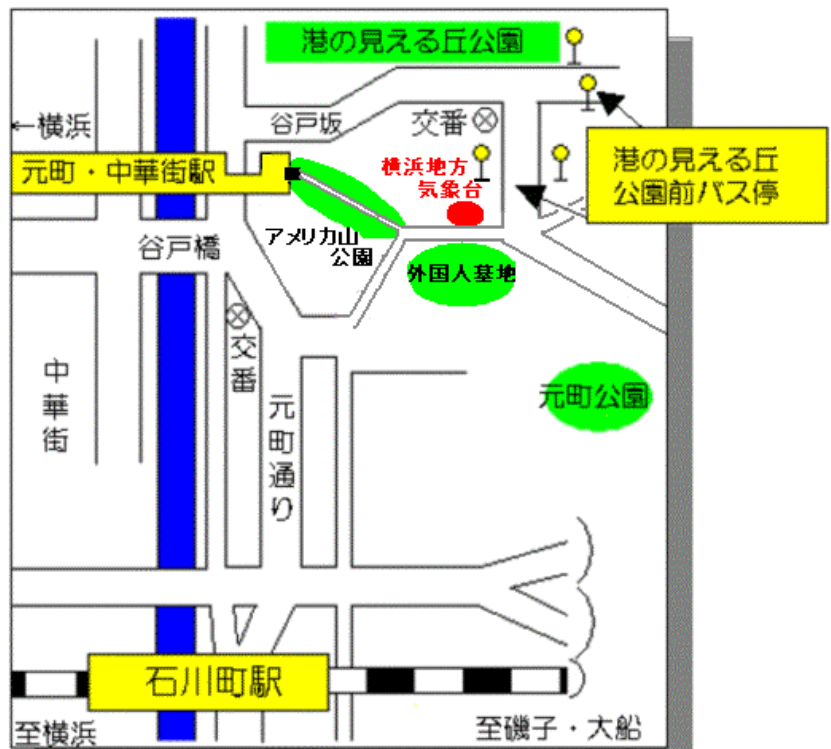 港の見える丘公園
←横浜
谷戸坂
交番
元町・中華街駅
横浜地方
気象台
港の見える丘
公園前バス停
アメリカ山
公園
谷戸橋
外国人墓地
交番
中華街
元町公園
元町通り
石川町駅
至横浜
至磯子・大船